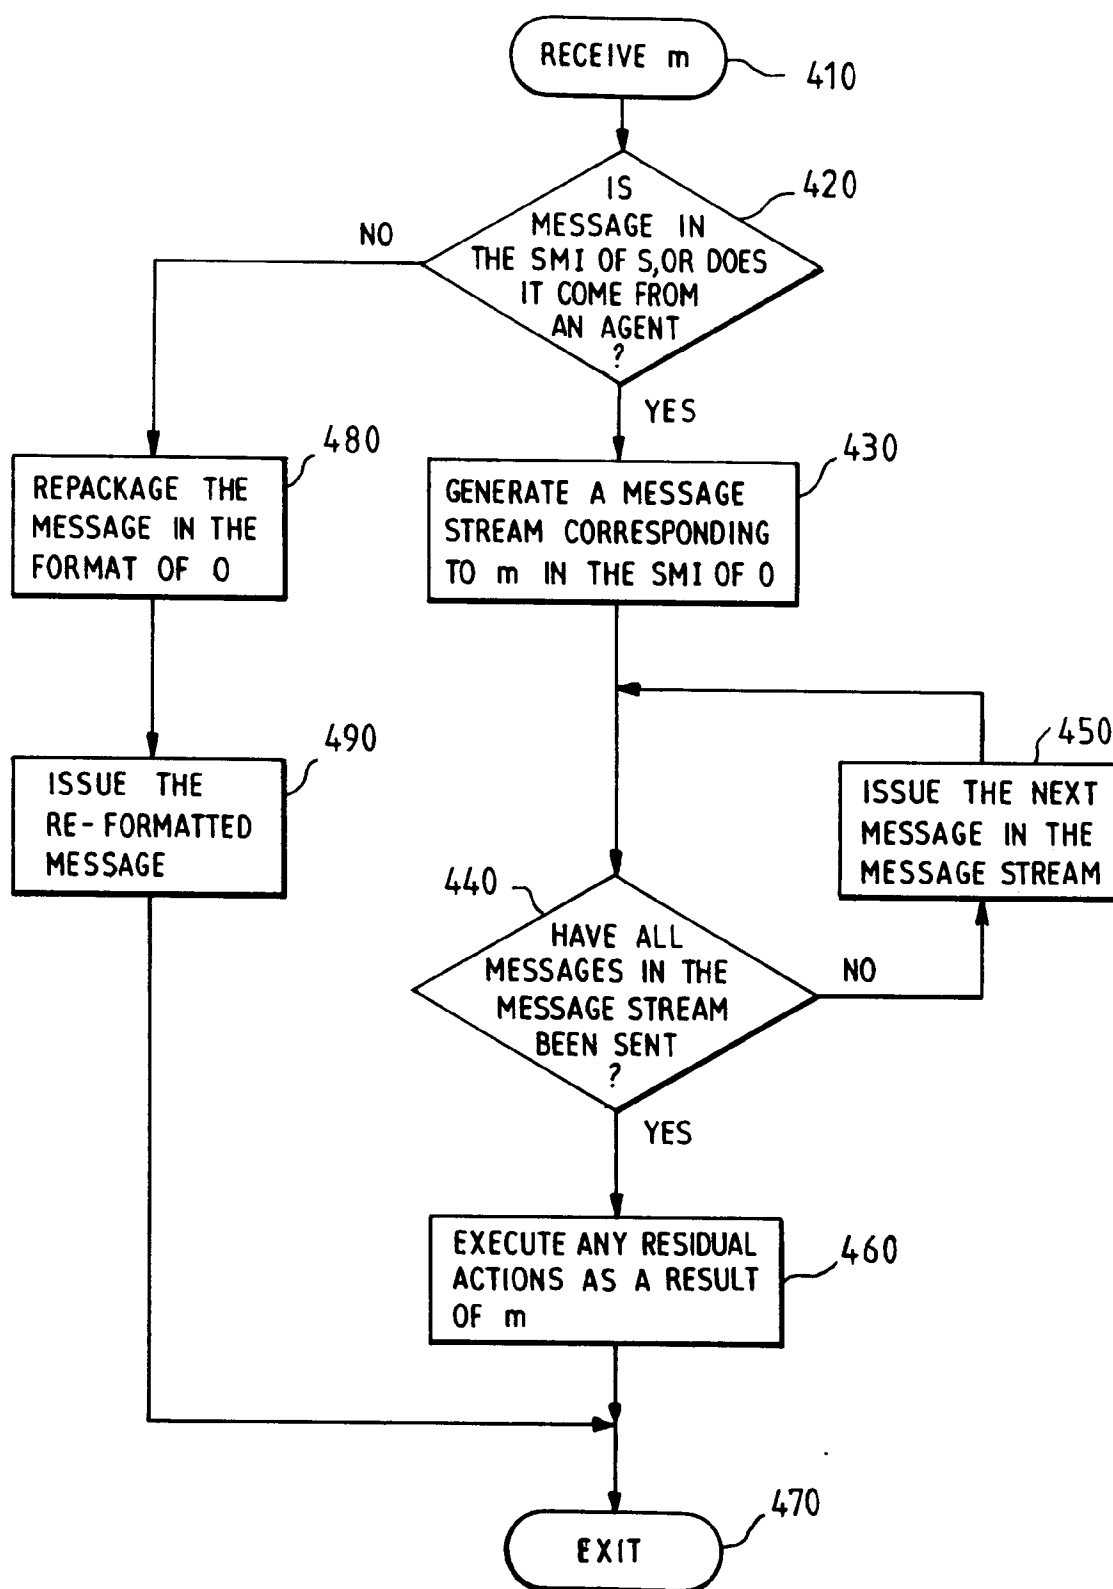 RECEIVE m
410
IS
MESSAGE IN
THE SMI OF S, OR DOES
IT COME FROM
AN AGENT
?
420
NO
YES
480
REPACKAGE THE
MESSAGE IN THE
FORMAT OF O
430
GENERATE A MESSAGE
STREAM CORRESPONDING
TO m IN THE SMI OF O
490
ISSUE THE
RE-FORMATTED
MESSAGE
450
ISSUE THE NEXT
MESSAGE IN THE
MESSAGE STREAM
440
HAVE ALL
MESSAGES IN THE
MESSAGE STREAM
BEEN SENT
?
NO
YES
460
EXECUTE ANY RESIDUAL
ACTIONS AS A RESULT
OF m
470
EXIT